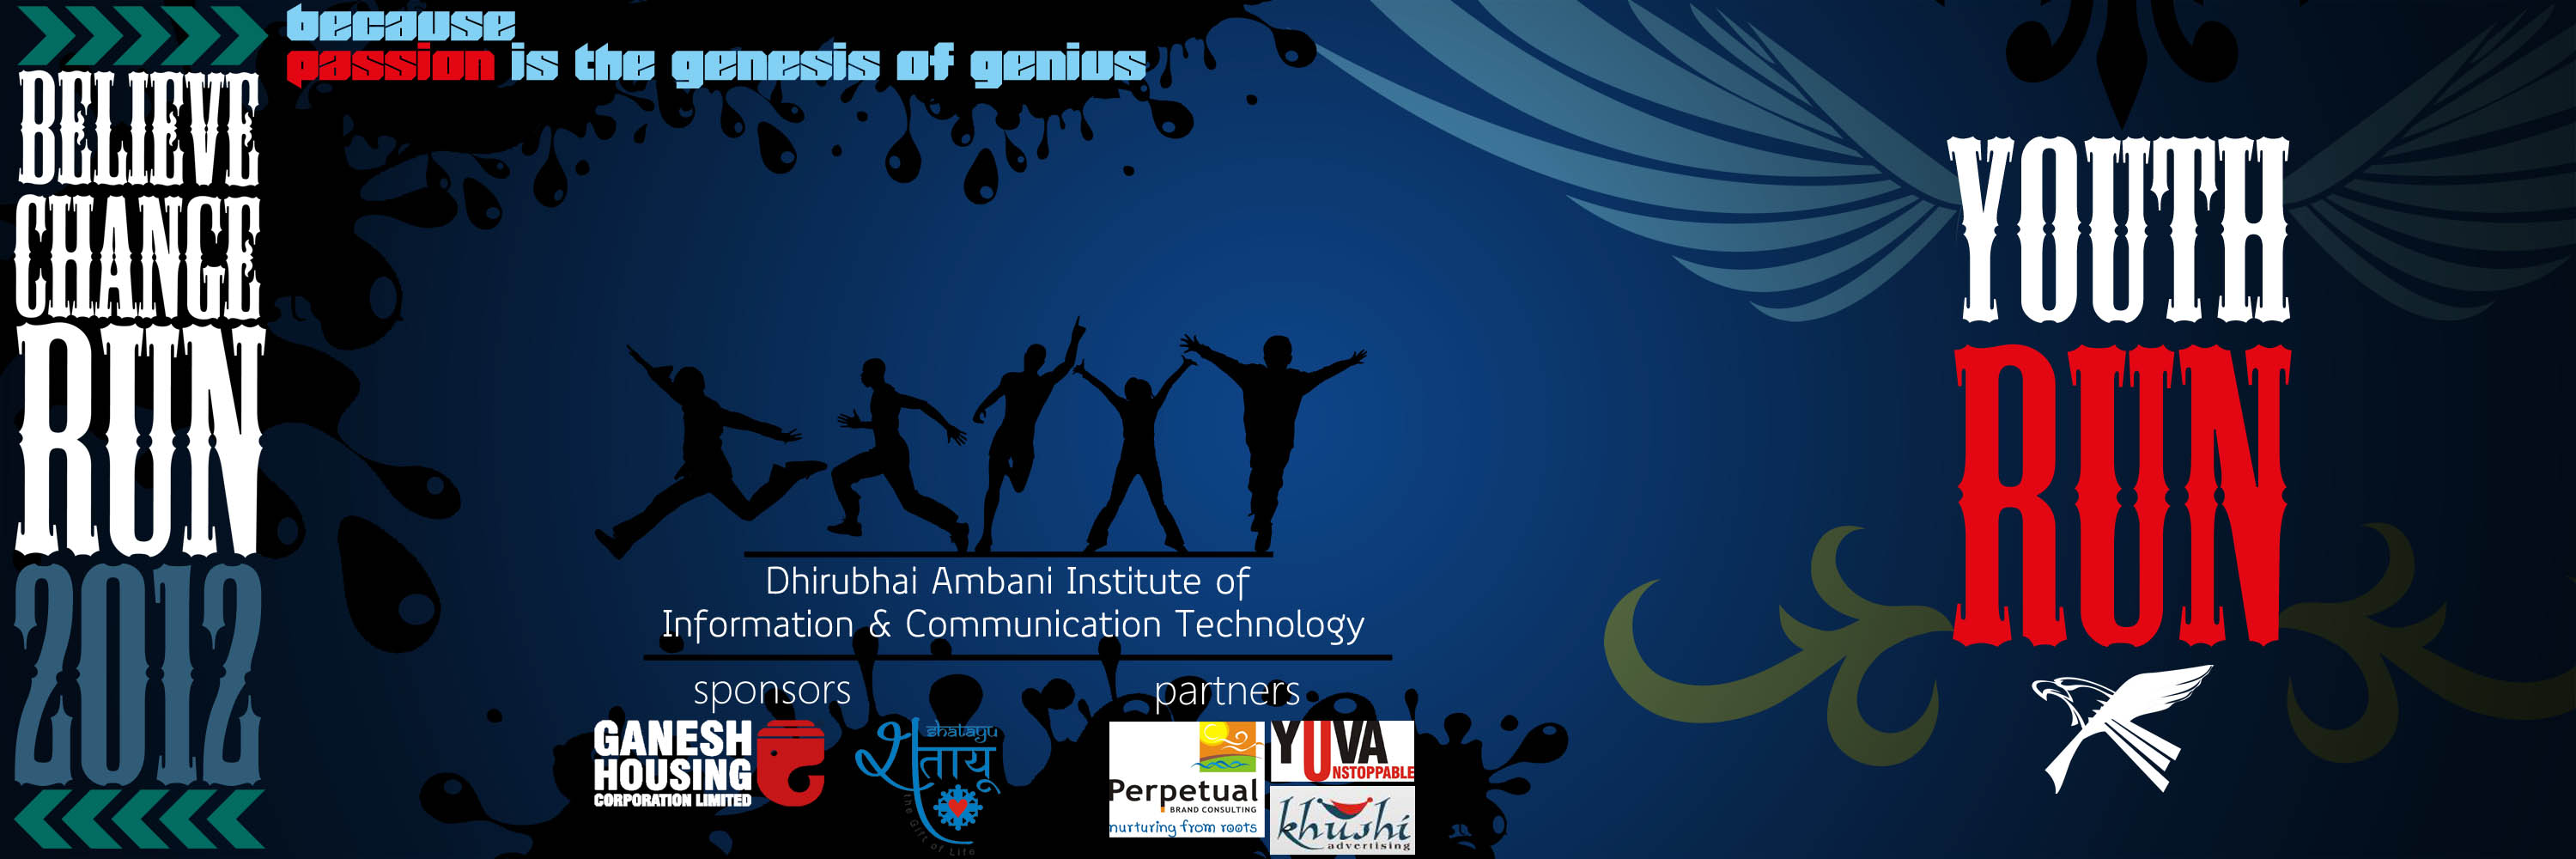 BELIEVE
CHANGE
RUN
2012
because
passion is the genesis of genius
YOUTH
RUN
Dhirubhai Ambani Institute of
Information & Communication Technology
sponsors
GANESH
HOUSING
CORPORATION LIMITED
shatayu
शतायू
the Gift of Life
partners
Perpetual
BRAND CONSULTING
nurturing from roots
YUVA
UNSTOPPABLE
khushi
advertising